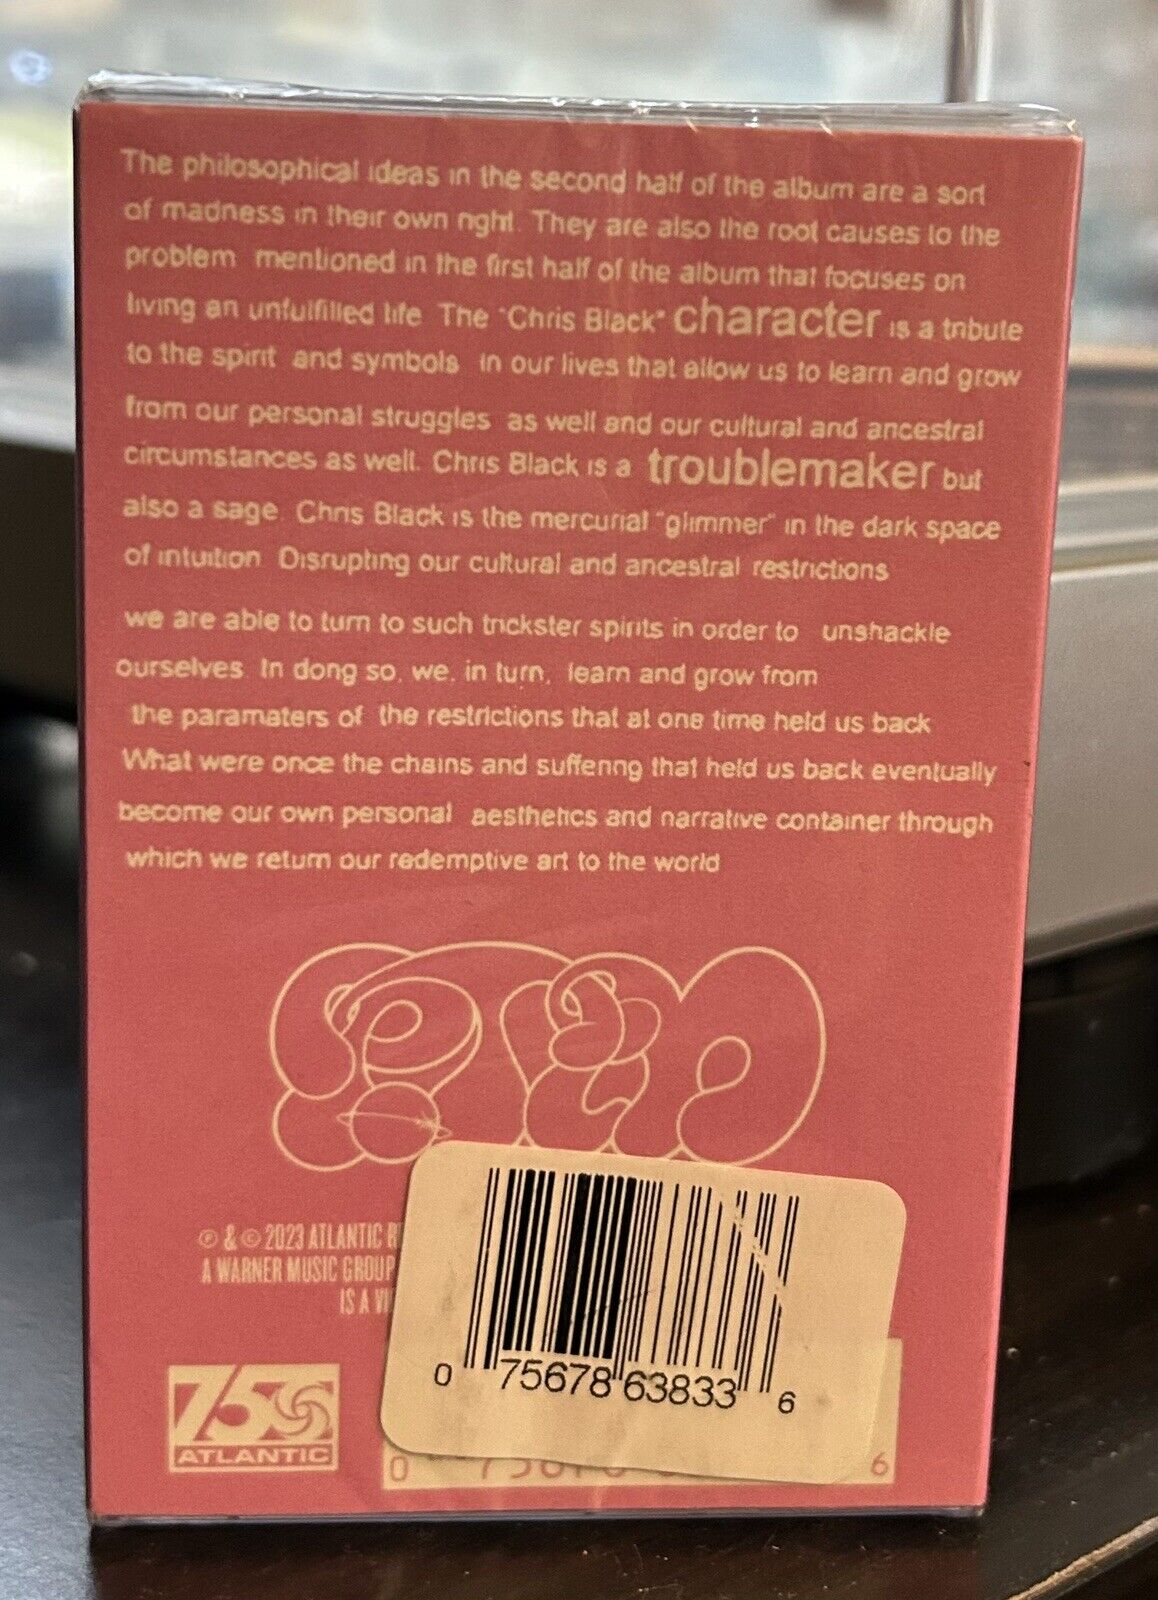 The philosophical ideas in the second half of the album are a sort
of madness in their own right. They are also the root causes to the
problem mentioned in the first half of the album that focuses on
living an unfulfilled life. The "Chris Black" character is a tribute
to the spirit and symbols in our lives that allow us to learn and grow
from our personal struggles as well and our cultural and ancestral
circumstances as well. Chris Black is a troublemaker but
also a sage. Chris Black is the mercurial "glimmer" in the dark space
of intuition. Disrupting our cultural and ancestral restrictions
we are able to turn to such trickster spirits in order to unshackle
ourselves. In dong so, we, in turn, learn and grow from
the paramaters of the restrictions that at one time held us back
What were once the chains and suffering that held us back eventually
become our own personal aesthetics and narrative container through
which we return our redemptive art to the world
℗ & © 2023 ATLANTIC
A WARNER MUSIC GROUP
IS A
75
ATLANTIC
0 75678 63833 6
0 6